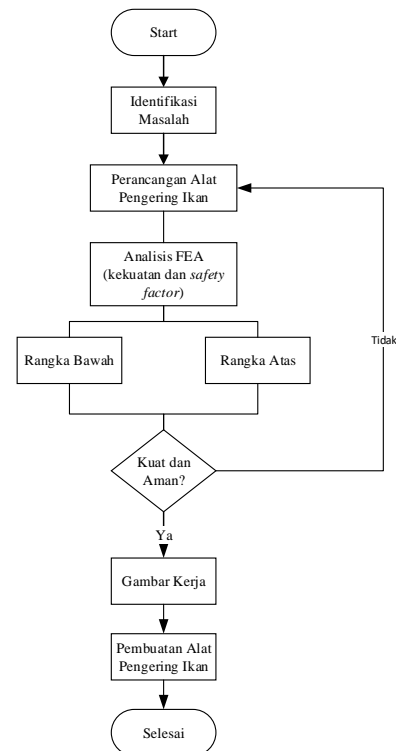 Start
Identifikasi
Masalah
Perancangan Alat
Pengering Ikan
Analisis FEA
(kekuatan dan safety
factor)
Rangka Bawah
Rangka Atas
Tidak
Kuat dan
Aman?
Ya
Gambar Kerja
Pembuatan Alat
Pengering Ikan
Selesai